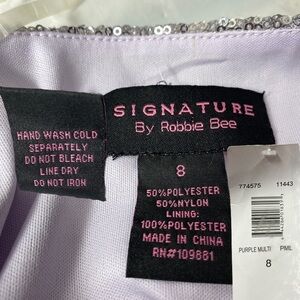 HAND WASH COLD
SEPARATELY
DO NOT BLEACH
LINE DRY
DO NOT IRON
SIGNATURE
By Robbie Bee
8
50%POLYESTER
50%NYLON
LINING:
100%POLYESTER
MADE IN CHINA
RN#109881
774575 11443
PURPLE MULTI PML
8